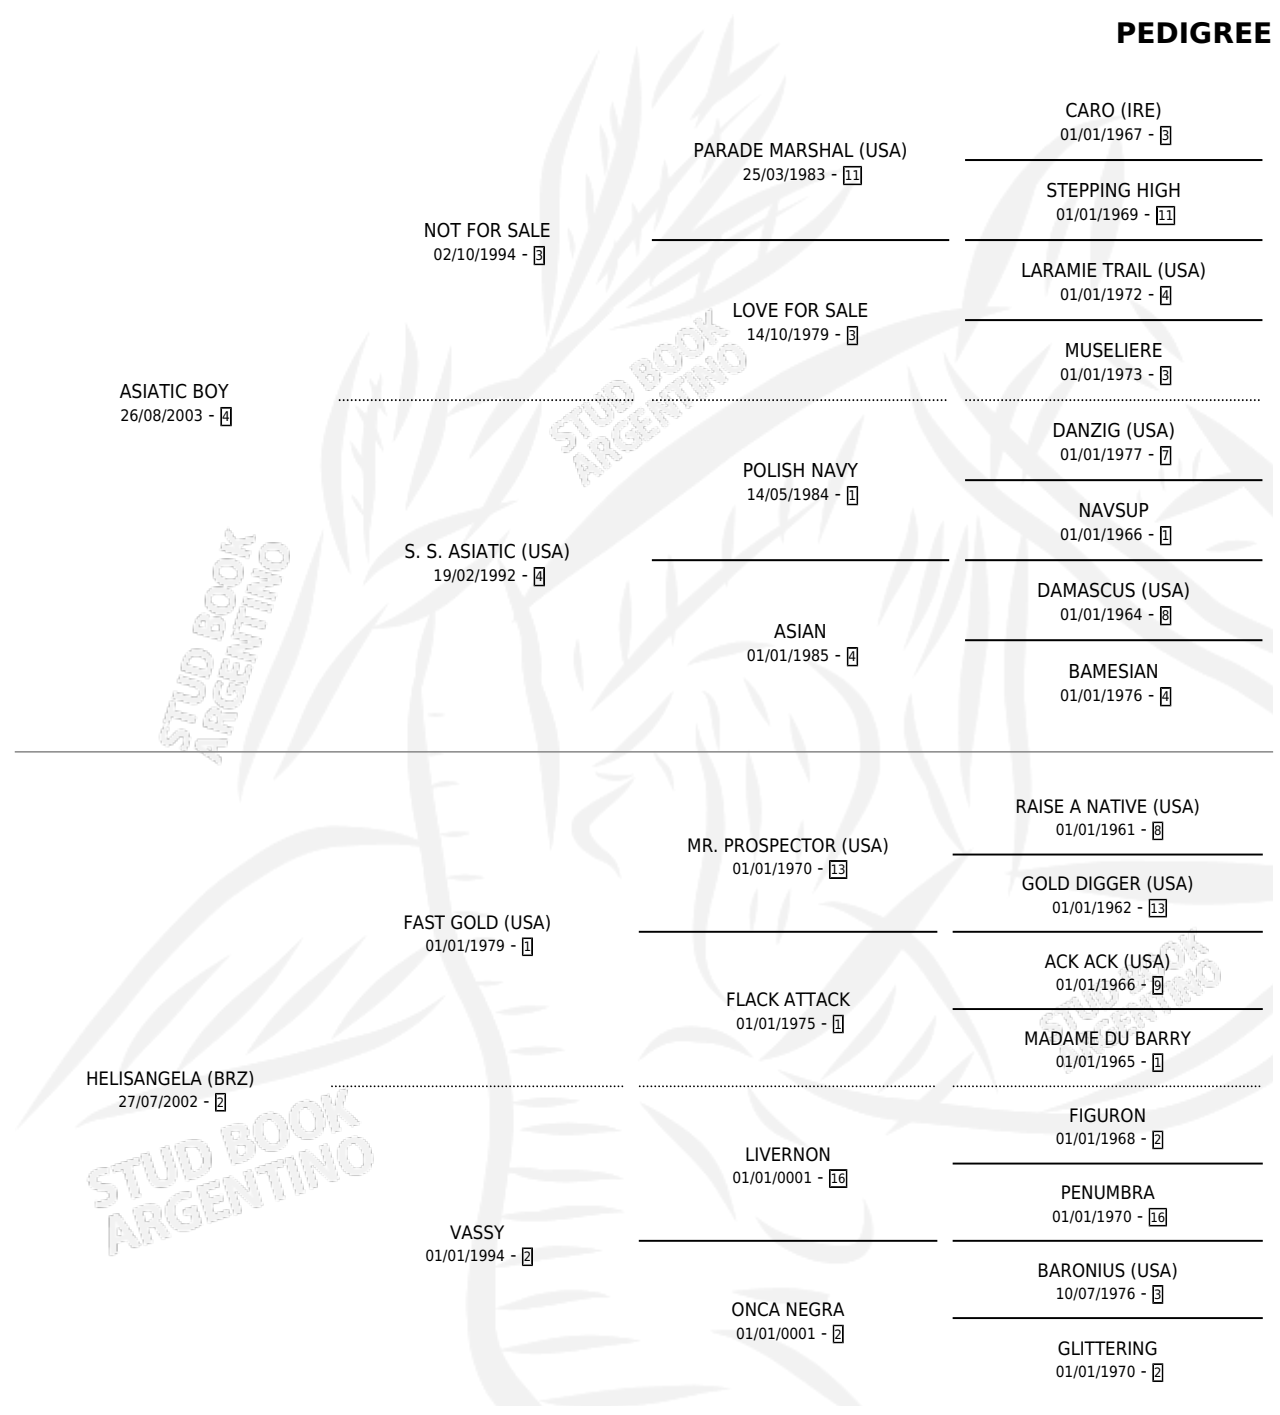 PEDIGREE
CARO (IRE)
01/01/1967 - 3
PARADE MARSHAL (USA)
25/03/1983 - 11
STEPPING HIGH
01/01/1969 - 11
NOT FOR SALE
02/10/1994 - 3
LARAMIE TRAIL (USA)
01/01/1972 - 4
LOVE FOR SALE
14/10/1979 - 3
MUSELIERE
01/01/1973 - 3
ASIATIC BOY
26/08/2003 - 4
DANZIG (USA)
01/01/1977 - 7
POLISH NAVY
14/05/1984 - 1
NAVSUP
01/01/1966 - 1
S. S. ASIATIC (USA)
19/02/1992 - 4
DAMASCUS (USA)
01/01/1964 - 8
ASIAN
01/01/1985 - 4
BAMESIAN
01/01/1976 - 4
RAISE A NATIVE (USA)
01/01/1961 - 8
MR. PROSPECTOR (USA)
01/01/1970 - 13
GOLD DIGGER (USA)
01/01/1962 - 13
FAST GOLD (USA)
01/01/1979 - 1
ACK ACK (USA)
01/01/1966 - 9
FLACK ATTACK
01/01/1975 - 1
MADAME DU BARRY
01/01/1965 - 1
HELISANGELA (BRZ)
27/07/2002 - 2
FIGURON
01/01/1968 - 2
LIVERNON
01/01/0001 - 16
PENUMBRA
01/01/1970 - 16
VASSY
01/01/1994 - 2
BARONIUS (USA)
10/07/1976 - 3
ONCA NEGRA
01/01/0001 - 2
GLITTERING
01/01/1970 - 2
STUD BOOK
ARGENTINO
STUD BOOK
ARGENTINO
STUD BOOK
ARGENTINO
STUD BOOK
ARGENTINO